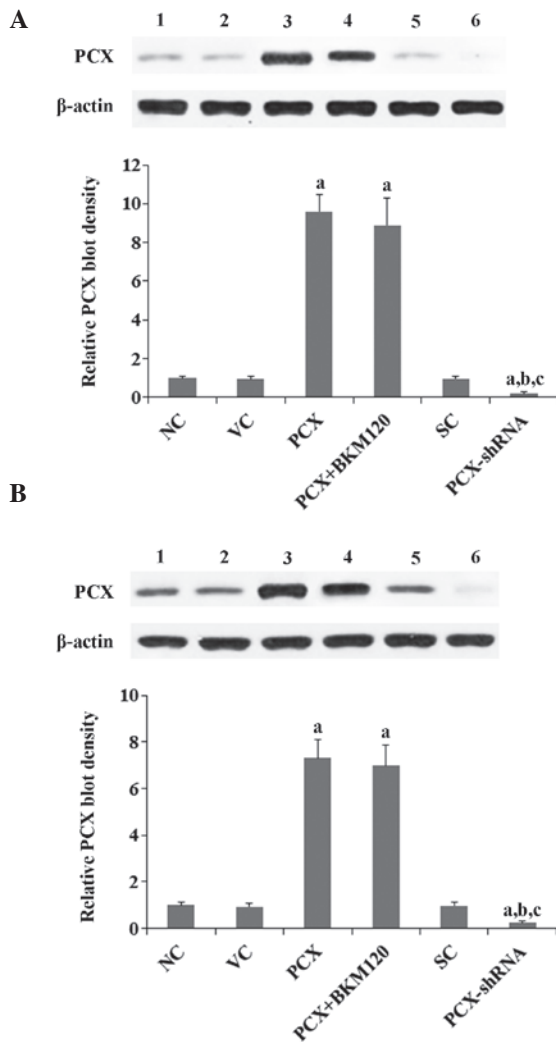 A
1 2 3 4 5 6
PCX
β-actin
Relative PCX blot density
12
10
8
6
4
2
0
a a a,b,c
NC VC PCX PCX+BKM120 SC PCX-shRNA
B
1 2 3 4 5 6
PCX
β-actin
Relative PCX blot density
10
8
6
4
2
0
a a a,b,c
NC VC PCX PCX+BKM120 SC PCX-shRNA